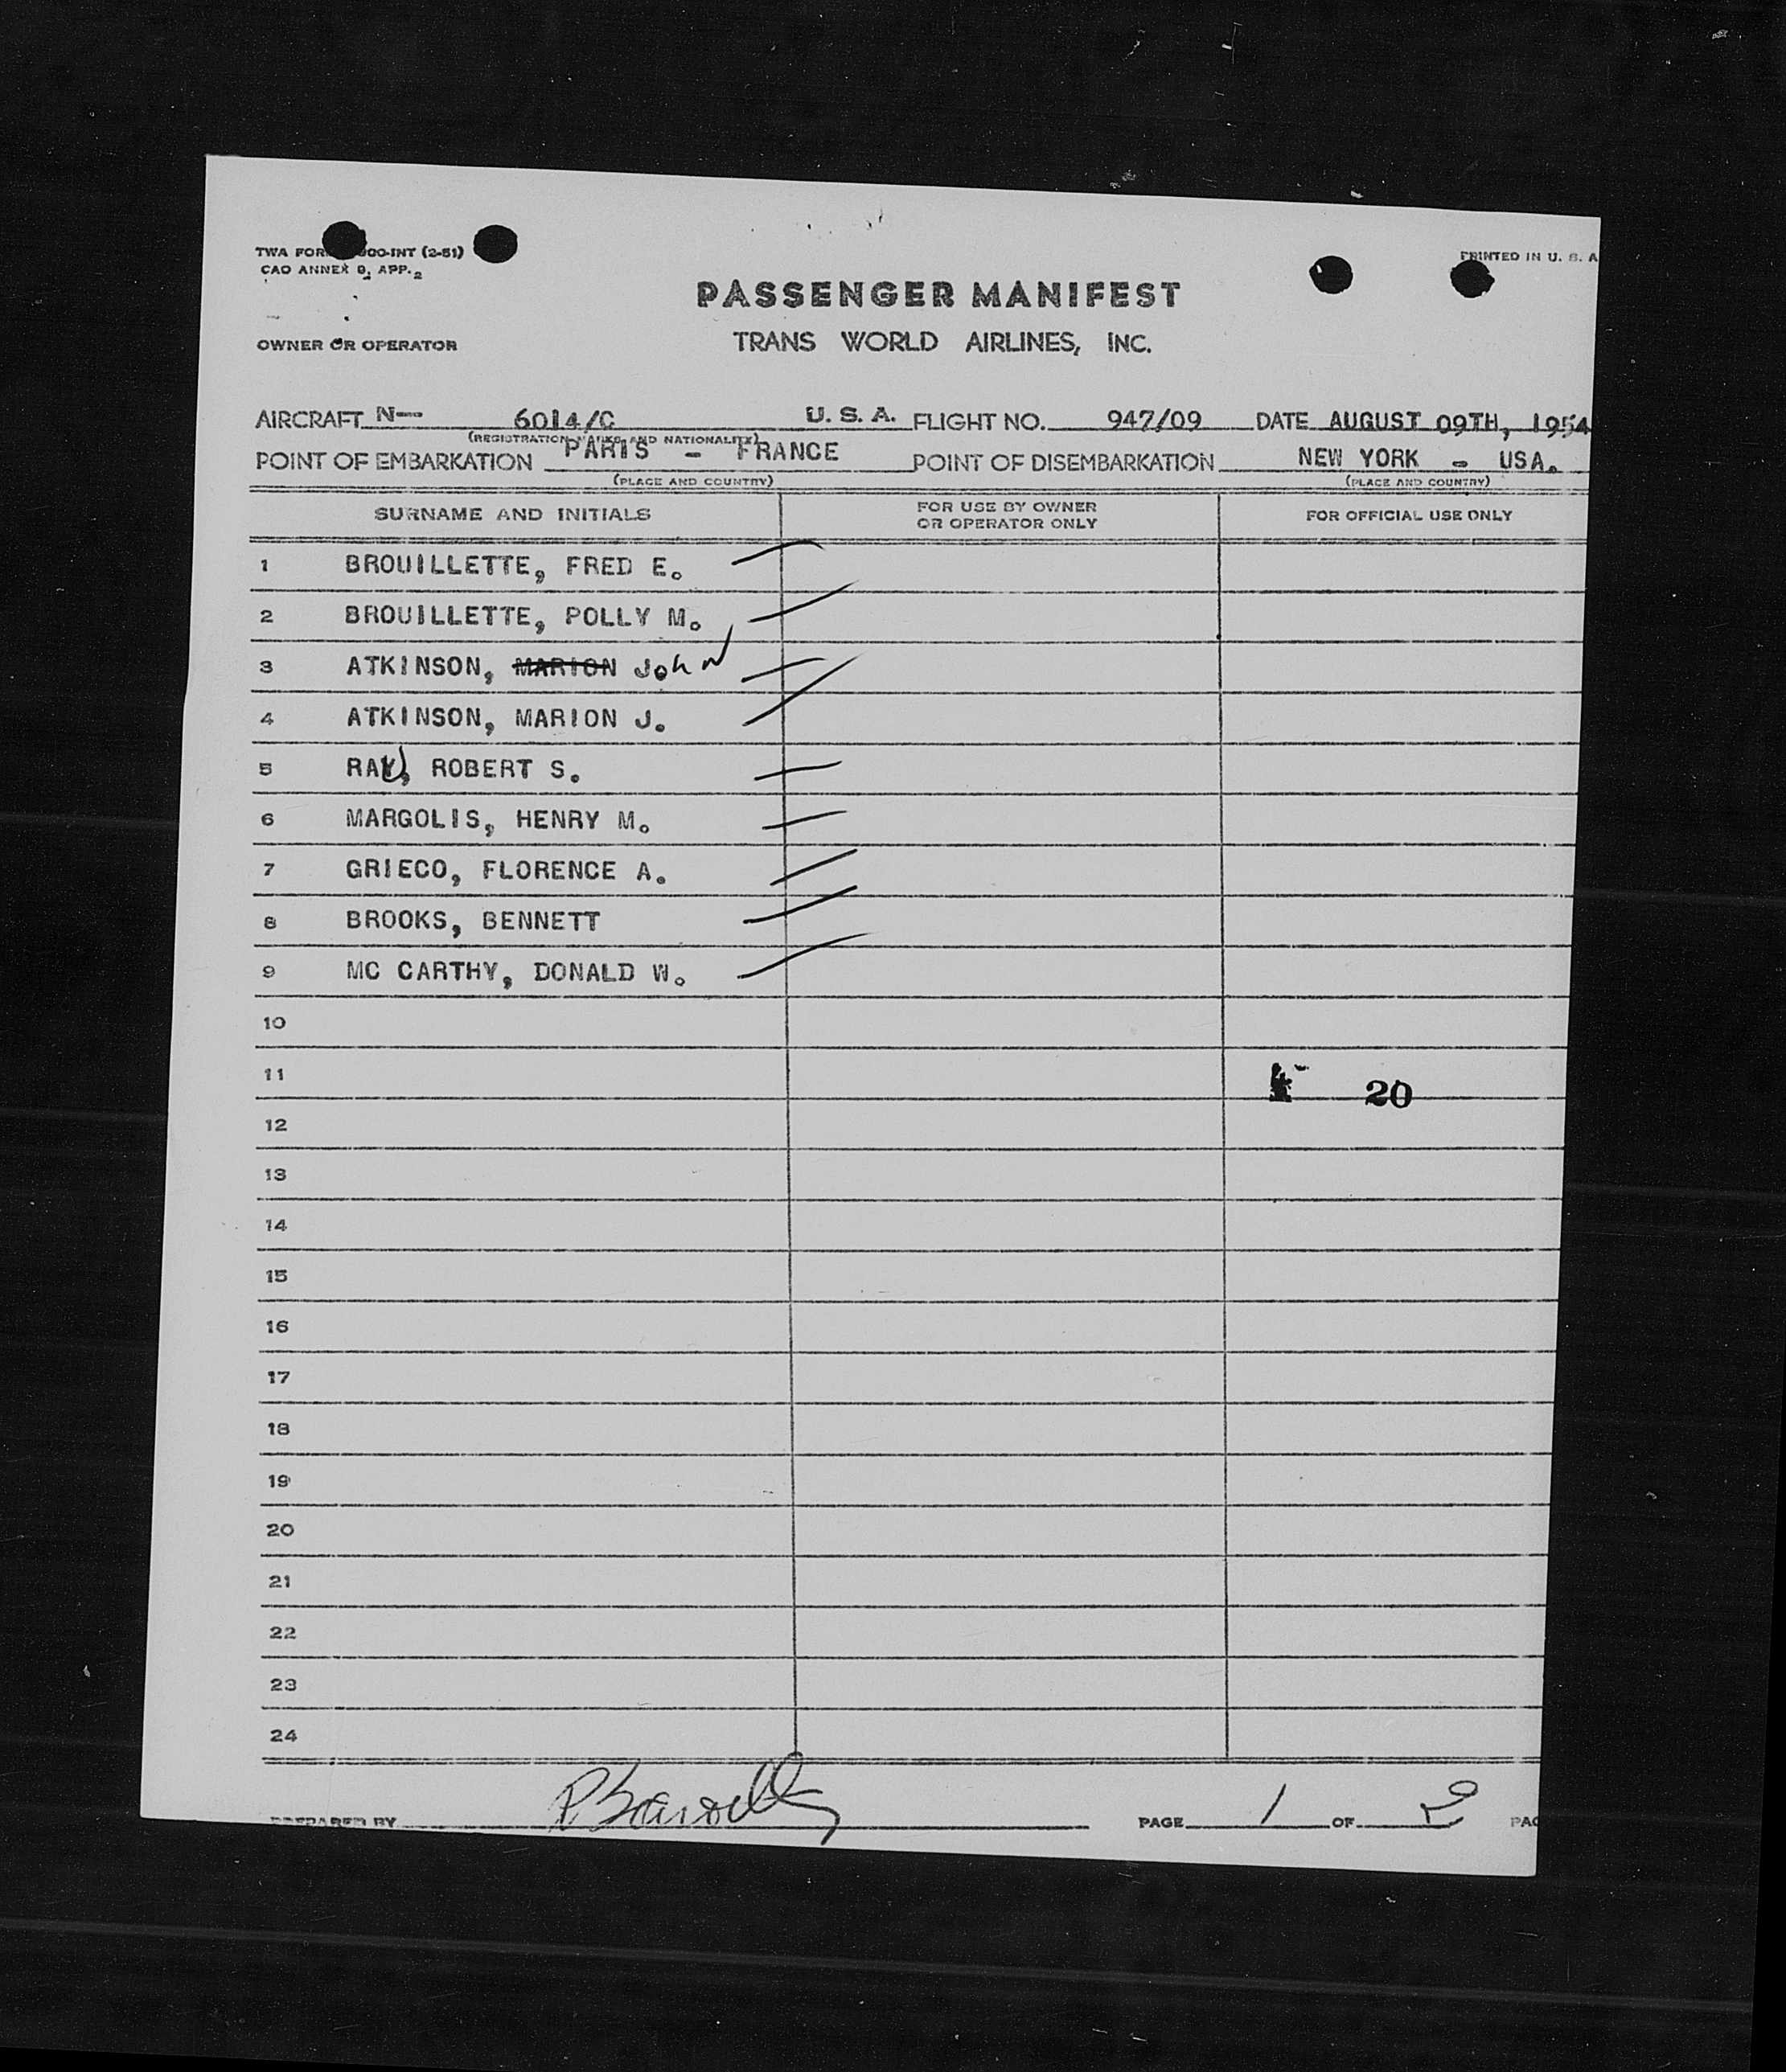 TWA FOR 00-INT (2-51)
CAO ANNEX 9, APP. 2
PRINTED IN U. S. A
PASSENGER MANIFEST
OWNER OR OPERATOR
TRANS WORLD AIRLINES, INC.
AIRCRAFT N— 6014/C U. S. A. FLIGHT NO. 947/09 DATE AUGUST 09TH, 1954
(REGISTRATION MARKS AND NATIONALITY)
POINT OF EMBARKATION PARIS - FRANCE POINT OF DISEMBARKATION NEW YORK - USA.
(PLACE AND COUNTRY) (PLACE AND COUNTRY)
SURNAME AND INITIALS FOR USE BY OWNER OR OPERATOR ONLY FOR OFFICIAL USE ONLY
1 BROUILLETTE, FRED E.
2 BROUILLETTE, POLLY M.
3 ATKINSON, MARION JohN
4 ATKINSON, MARION J.
5 RAU, ROBERT S.
6 MARGOLIS, HENRY M.
7 GRIECO, FLORENCE A.
8 BROOKS, BENNETT
9 MC CARTHY, DONALD W.
10
11
20
12
13
14
15
16
17
18
19
20
21
22
23
24
PREPARED BY PAGE 1 OF 2 PAG